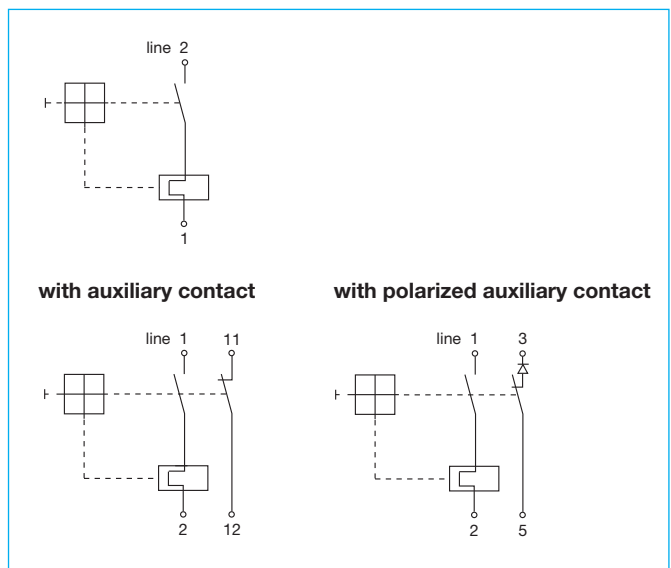 line 2
1
with auxiliary contact
with polarized auxiliary contact
line 1 11
2 12
line 1 3
2 5